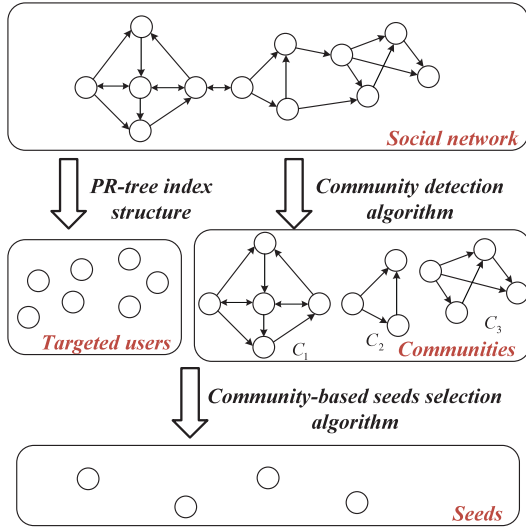 Social network
PR-tree index
structure
Community detection
algorithm
Targeted users
C1
C2
C3
Communities
Community-based seeds selection
algorithm
Seeds